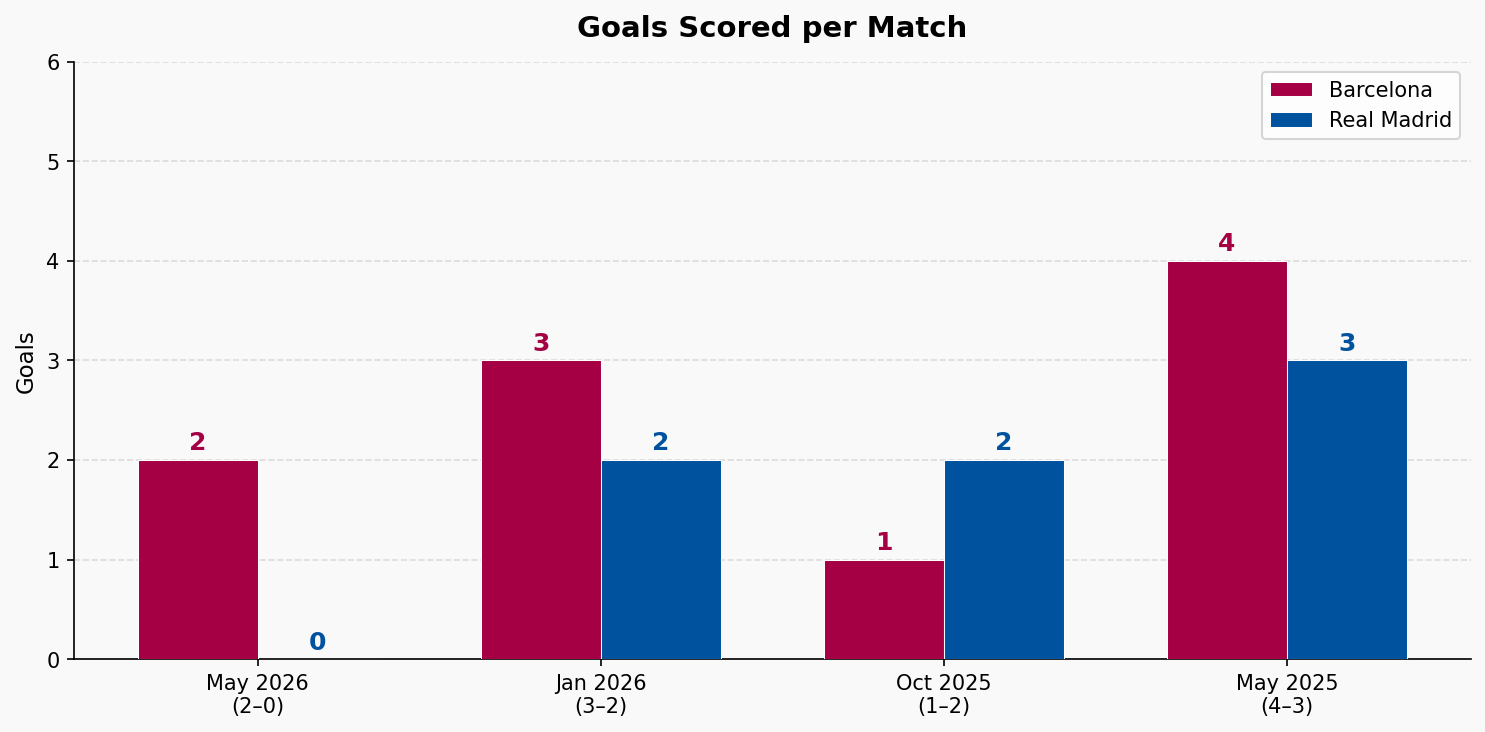 Goals Scored per Match
Barcelona
Real Madrid
Goals
6
5
4
3
2
1
0
2
0
3
2
1
2
4
3
May 2026
(2–0)
Jan 2026
(3–2)
Oct 2025
(1–2)
May 2025
(4–3)